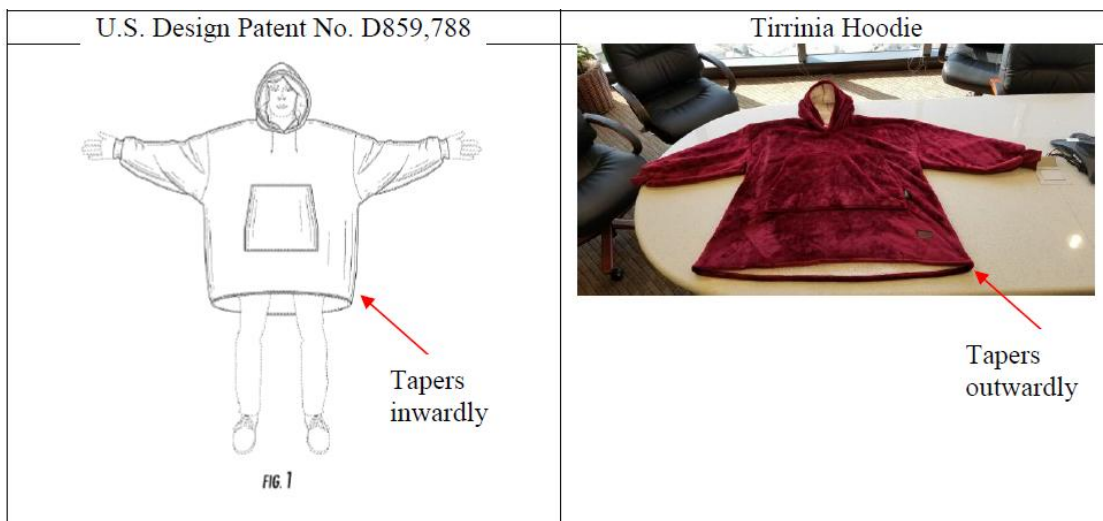 U.S. Design Patent No. D859,788
Tirrinia Hoodie
Tapers
inwardly
FIG. 1
Tapers
outwardly